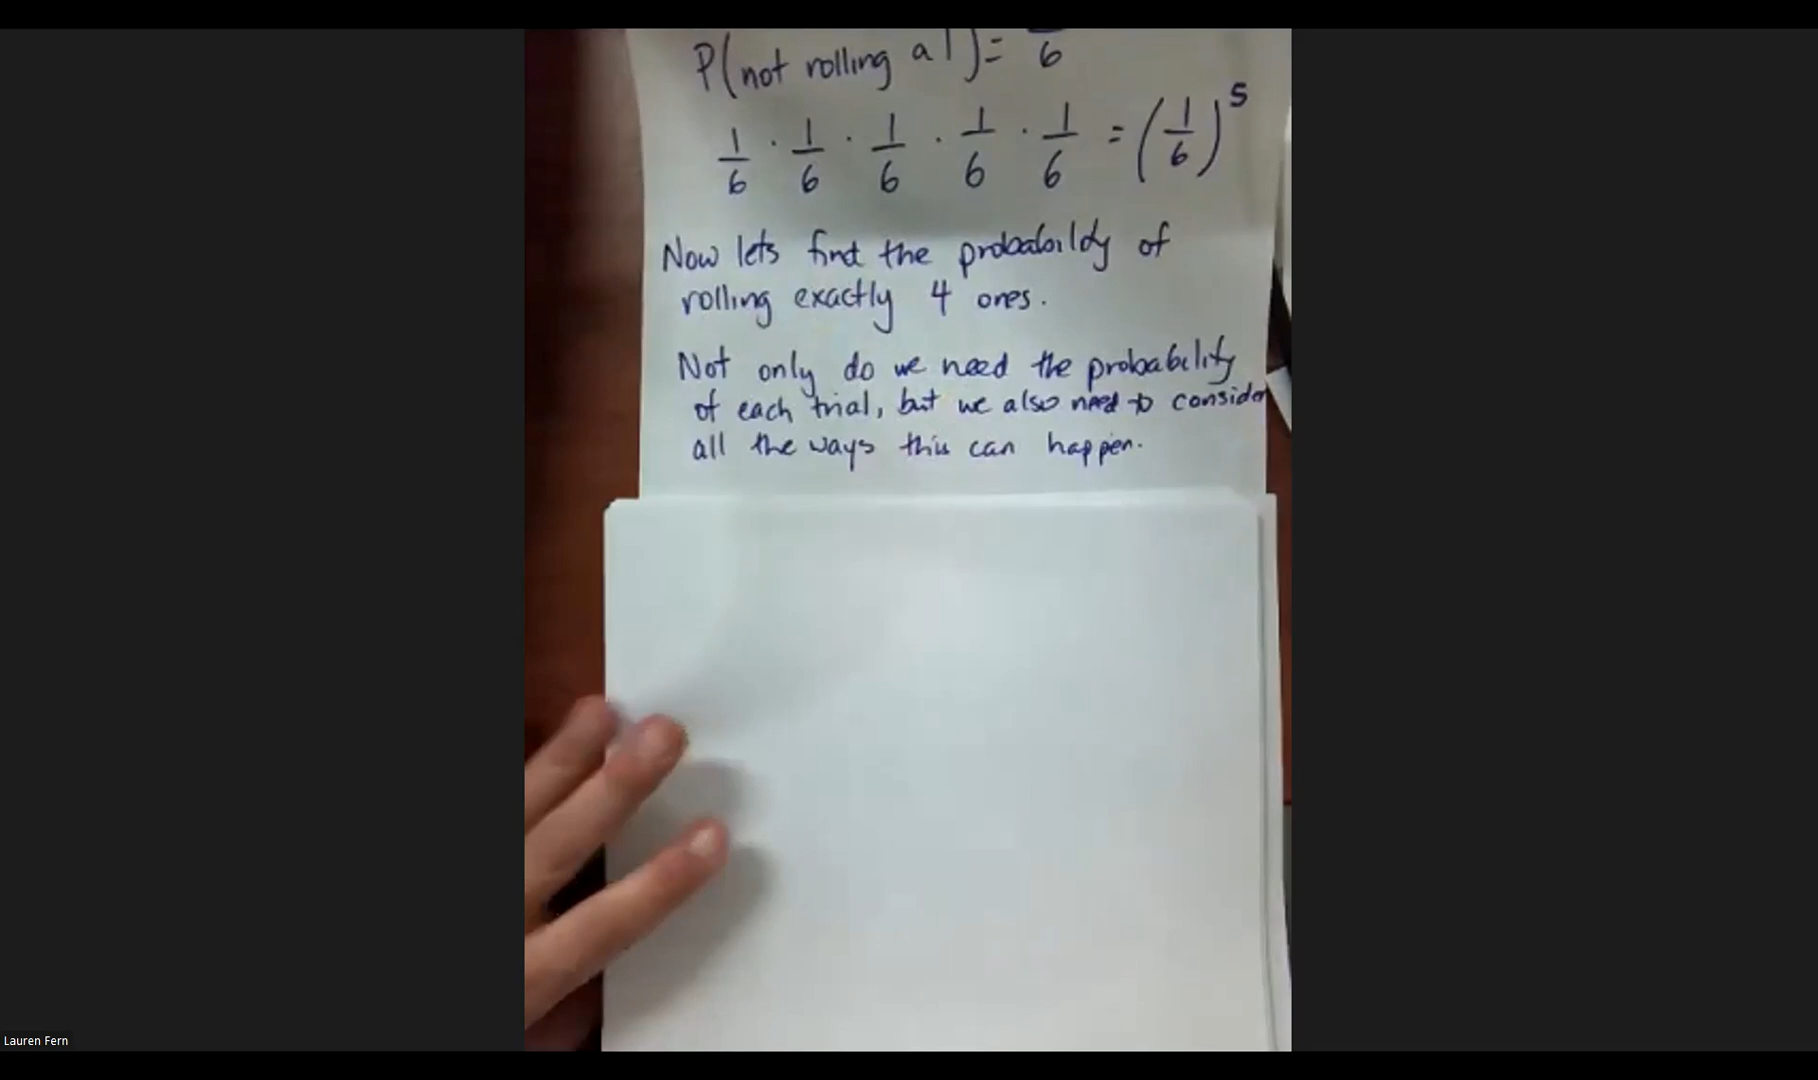 P(not rolling a 1) = 6
1/6 · 1/6 · 1/6 · 1/6 · 1/6 = (1/6)^5
Now lets find the probability of
rolling exactly 4 ones.
Not only do we need the probability
of each trial, but we also need to consider
all the ways this can happen.
Lauren Fern